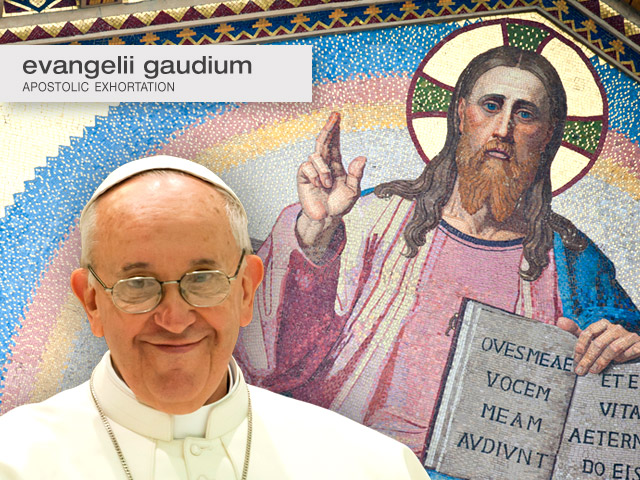 evangelii gaudium
APOSTOLIC EXHORTATION
OVES MEAE
VOCEM
MEAM
AVDIVNT
ET E
VITA
AETERN
DO EIS